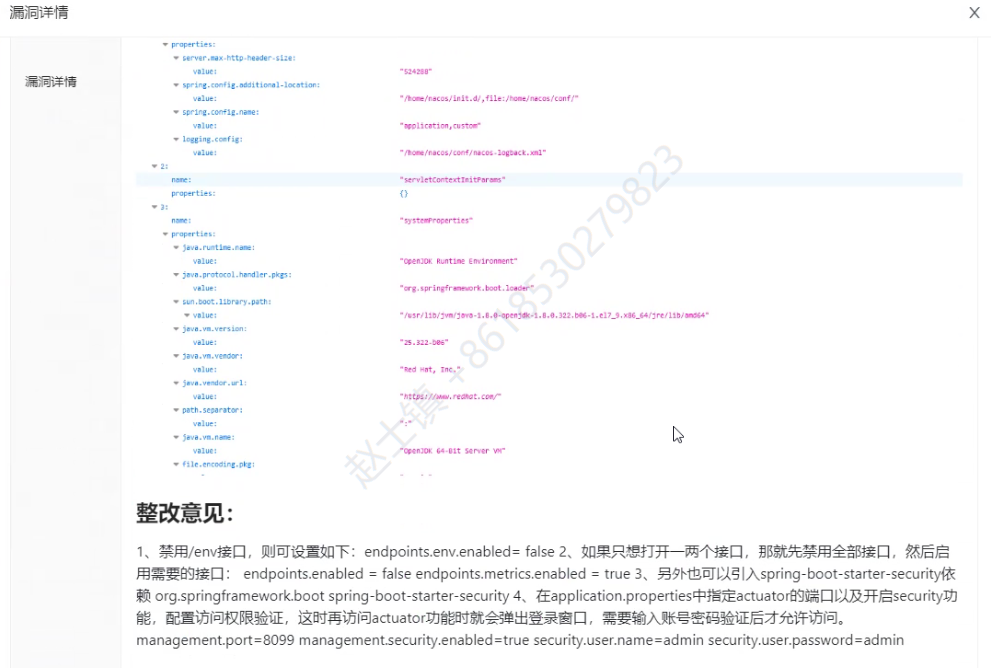 漏洞详情
X
漏洞详情
properties:
server.max-http-header-size:
value: "524288"
spring.config.additional-location:
value: "/home/nacos/init.d/,file:/home/nacos/conf/"
spring.config.name:
value: "application,custom"
logging.config:
value: "/home/nacos/conf/nacos-logback.xml"
2:
name: "servletContextInitParams"
properties: {}
3:
name: "systemProperties"
properties:
java.runtime.name:
value: "OpenJDK Runtime Environment"
java.protocol.handler.pkgs:
value: "org.springframework.boot.loader"
sun.boot.library.path:
value: "/usr/lib/jvm/java-1.8.0-openjdk-1.8.0.322.b06-1.el7_9.x86_64/jre/lib/amd64"
java.vm.version:
value: "25.322-b06"
java.vm.vendor:
value: "Red Hat, Inc."
java.vendor.url:
value: "https://www.redhat.com/"
path.separator:
value: ":"
java.vm.name:
value: "OpenJDK 64-Bit Server VM"
file.encoding.pkg:
赵士镇 +8618530279823
整改意见：
1、禁用/env接口，则可设置如下：endpoints.env.enabled= false 2、如果只想打开一两个接口，那就先禁用全部接口，然后启
用需要的接口： endpoints.enabled = false endpoints.metrics.enabled = true 3、另外也可以引入spring-boot-starter-security依
赖 org.springframework.boot spring-boot-starter-security 4、在application.properties中指定actuator的端口以及开启security功
能，配置访问权限验证，这时再访问actuator功能时就会弹出登录窗口，需要输入账号密码验证后才允许访问。
management.port=8099 management.security.enabled=true security.user.name=admin security.user.password=admin